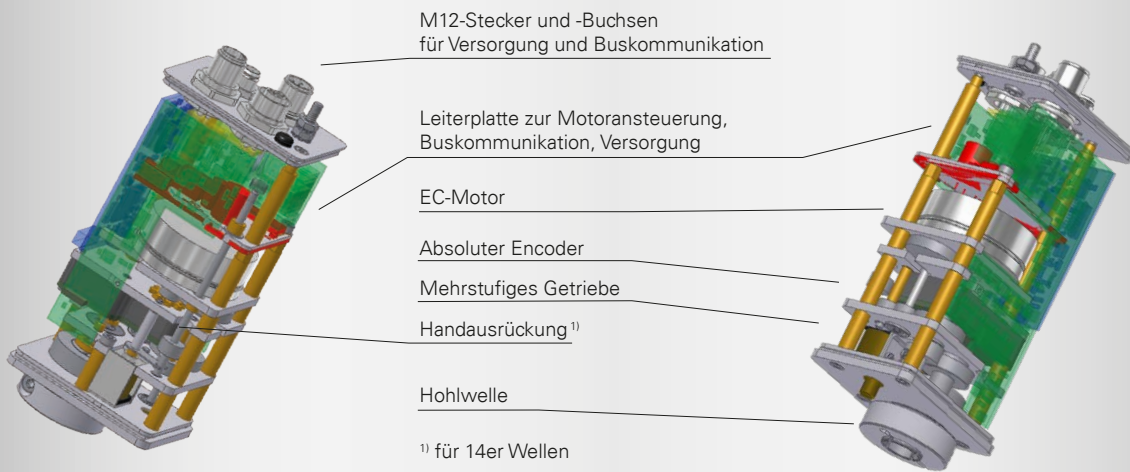 M12-Stecker und -Buchsen
für Versorgung und Buskommunikation
Leiterplatte zur Motoransteuerung,
Buskommunikation, Versorgung
EC-Motor
Absoluter Encoder
Mehrstufiges Getriebe
Handausrückung ¹⁾
Hohlwelle
¹⁾ für 14er Wellen